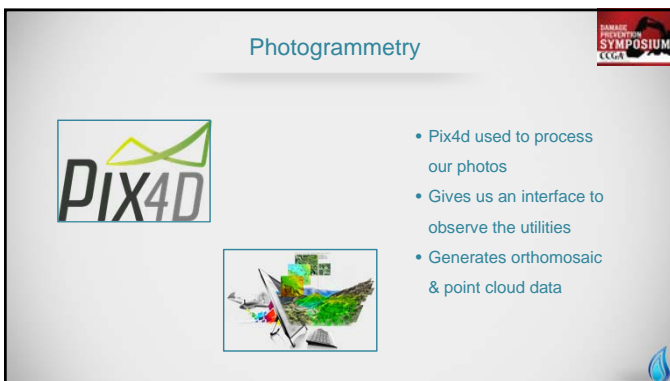 Photogrammetry
DAMAGE
PREVENTION
SYMPOSIUM
CCGA
PIX4D
• Pix4d used to process
our photos
• Gives us an interface to
observe the utilities
• Generates orthomosaic
& point cloud data